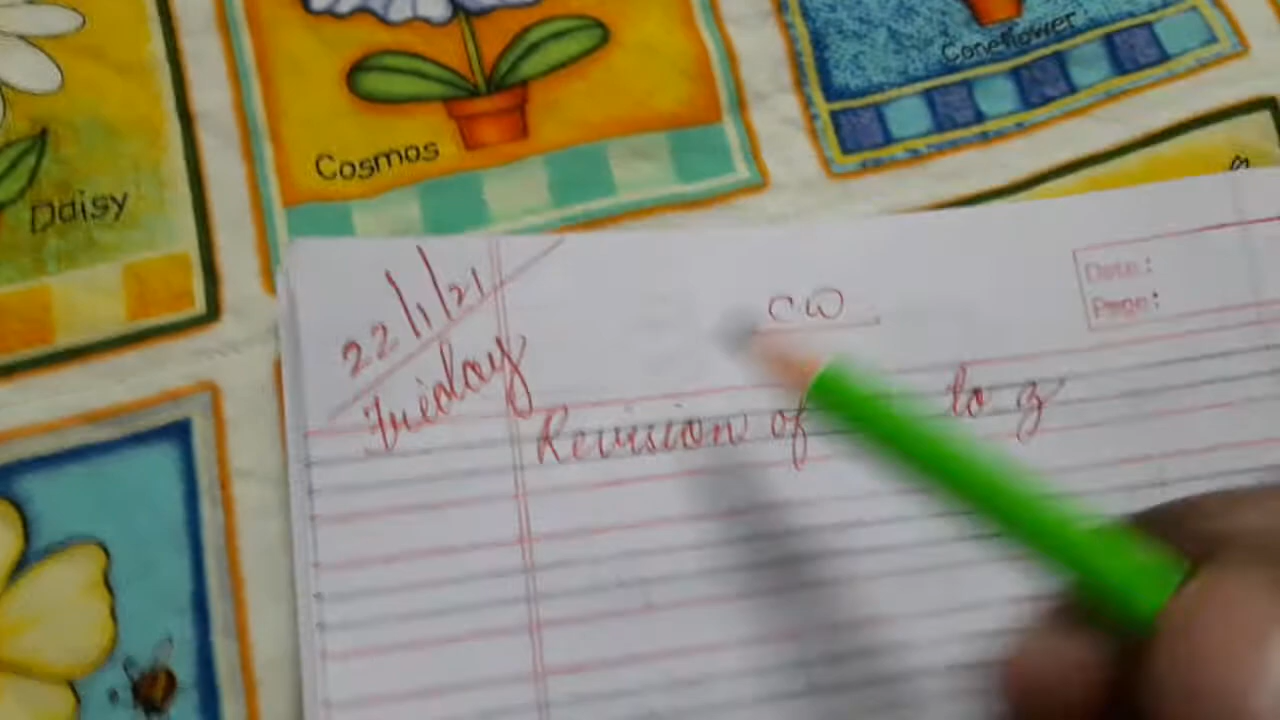 Coneflower
Cosmos
Daisy
22/1/21
CW
Date:
Page:
Friday
Revision of to z